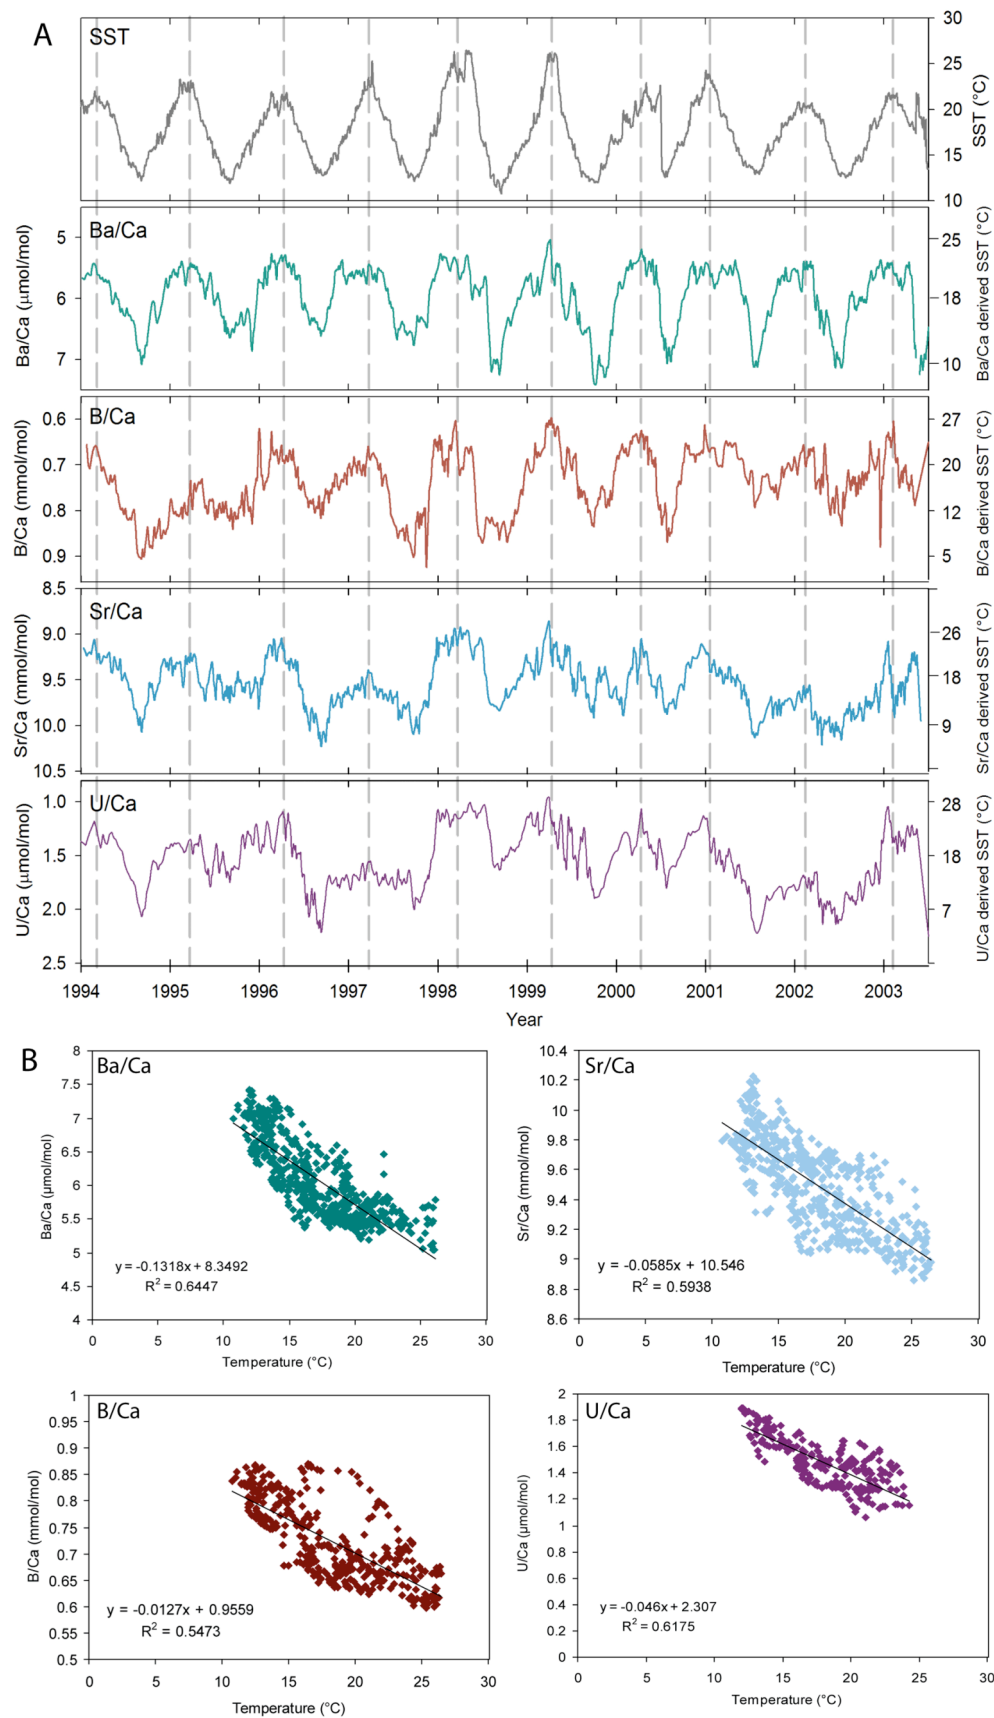 A
SST
30
25
20
15
10
SST (°C)
Ba/Ca
5
6
7
Ba/Ca (µmol/mol)
25
18
10
Ba/Ca derived SST (°C)
B/Ca
0.6
0.7
0.8
0.9
B/Ca (mmol/mol)
27
20
12
5
B/Ca derived SST (°C)
Sr/Ca
8.5
9.0
9.5
10.0
10.5
Sr/Ca (mmol/mol)
26
18
9
Sr/Ca derived SST (°C)
U/Ca
1.0
1.5
2.0
2.5
U/Ca (µmol/mol)
28
18
7
U/Ca derived SST (°C)
1994 1995 1996 1997 1998 1999 2000 2001 2002 2003
Year
B
Ba/Ca
8
7.5
7
6.5
6
5.5
5
4.5
4
Ba/Ca (µmol/mol)
y = -0.1318x + 8.3492
R² = 0.6447
0 5 10 15 20 25 30
Temperature (°C)
Sr/Ca
10.4
10.2
10
9.8
9.6
9.4
9.2
9
8.8
8.6
Sr/Ca (mmol/mol)
y = -0.0585x + 10.546
R² = 0.5938
0 5 10 15 20 25 30
Temperature (°C)
B/Ca
1
0.95
0.9
0.85
0.8
0.75
0.7
0.65
0.6
0.55
0.5
B/Ca (mmol/mol)
y = -0.0127x + 0.9559
R² = 0.5473
0 5 10 15 20 25 30
Temperature (°C)
U/Ca
2
1.8
1.6
1.4
1.2
1
0.8
0.6
0.4
0.2
0
U/Ca (µmol/mol)
y = -0.046x + 2.307
R² = 0.6175
0 5 10 15 20 25 30
Temperature (°C)